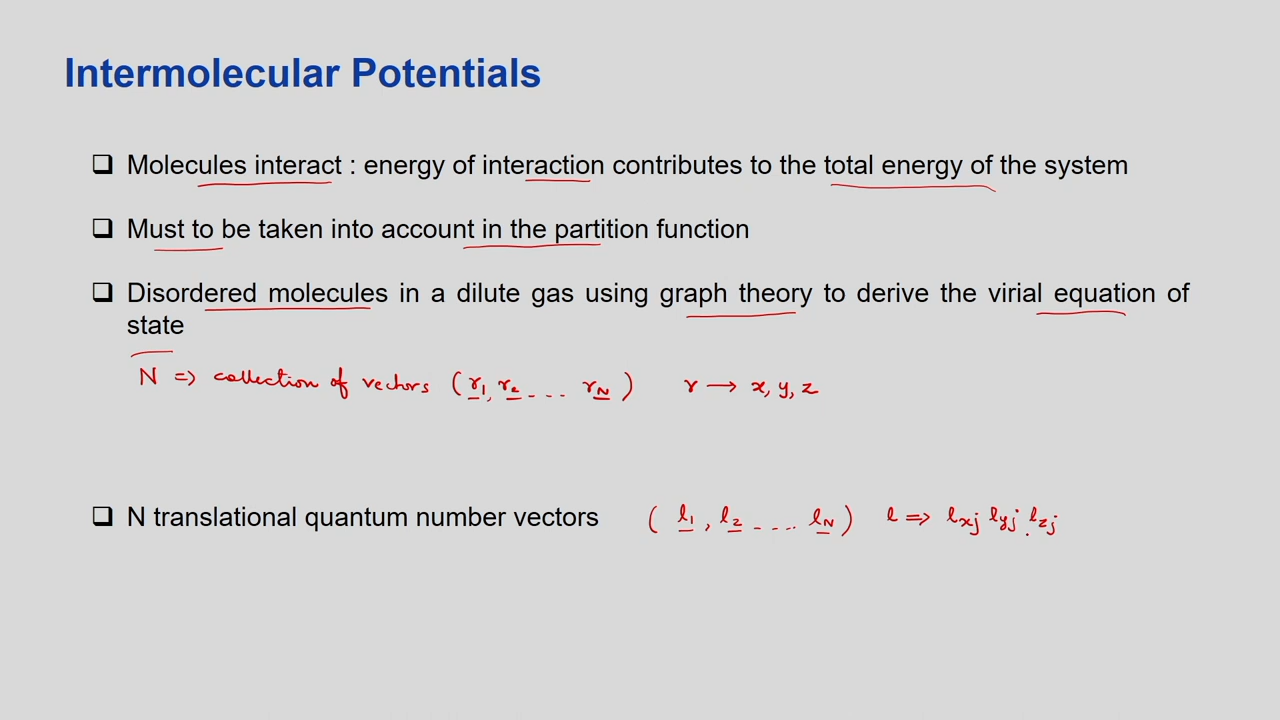 Intermolecular Potentials
❑ Molecules interact : energy of interaction contributes to the total energy of the system
❑ Must to be taken into account in the partition function
❑ Disordered molecules in a dilute gas using graph theory to derive the virial equation of
state
N => collection of vectors (r1, r2 ... rN) r → x, y, z
❑ N translational quantum number vectors (l1, l2 .... lN) l => lxj lyj lzj